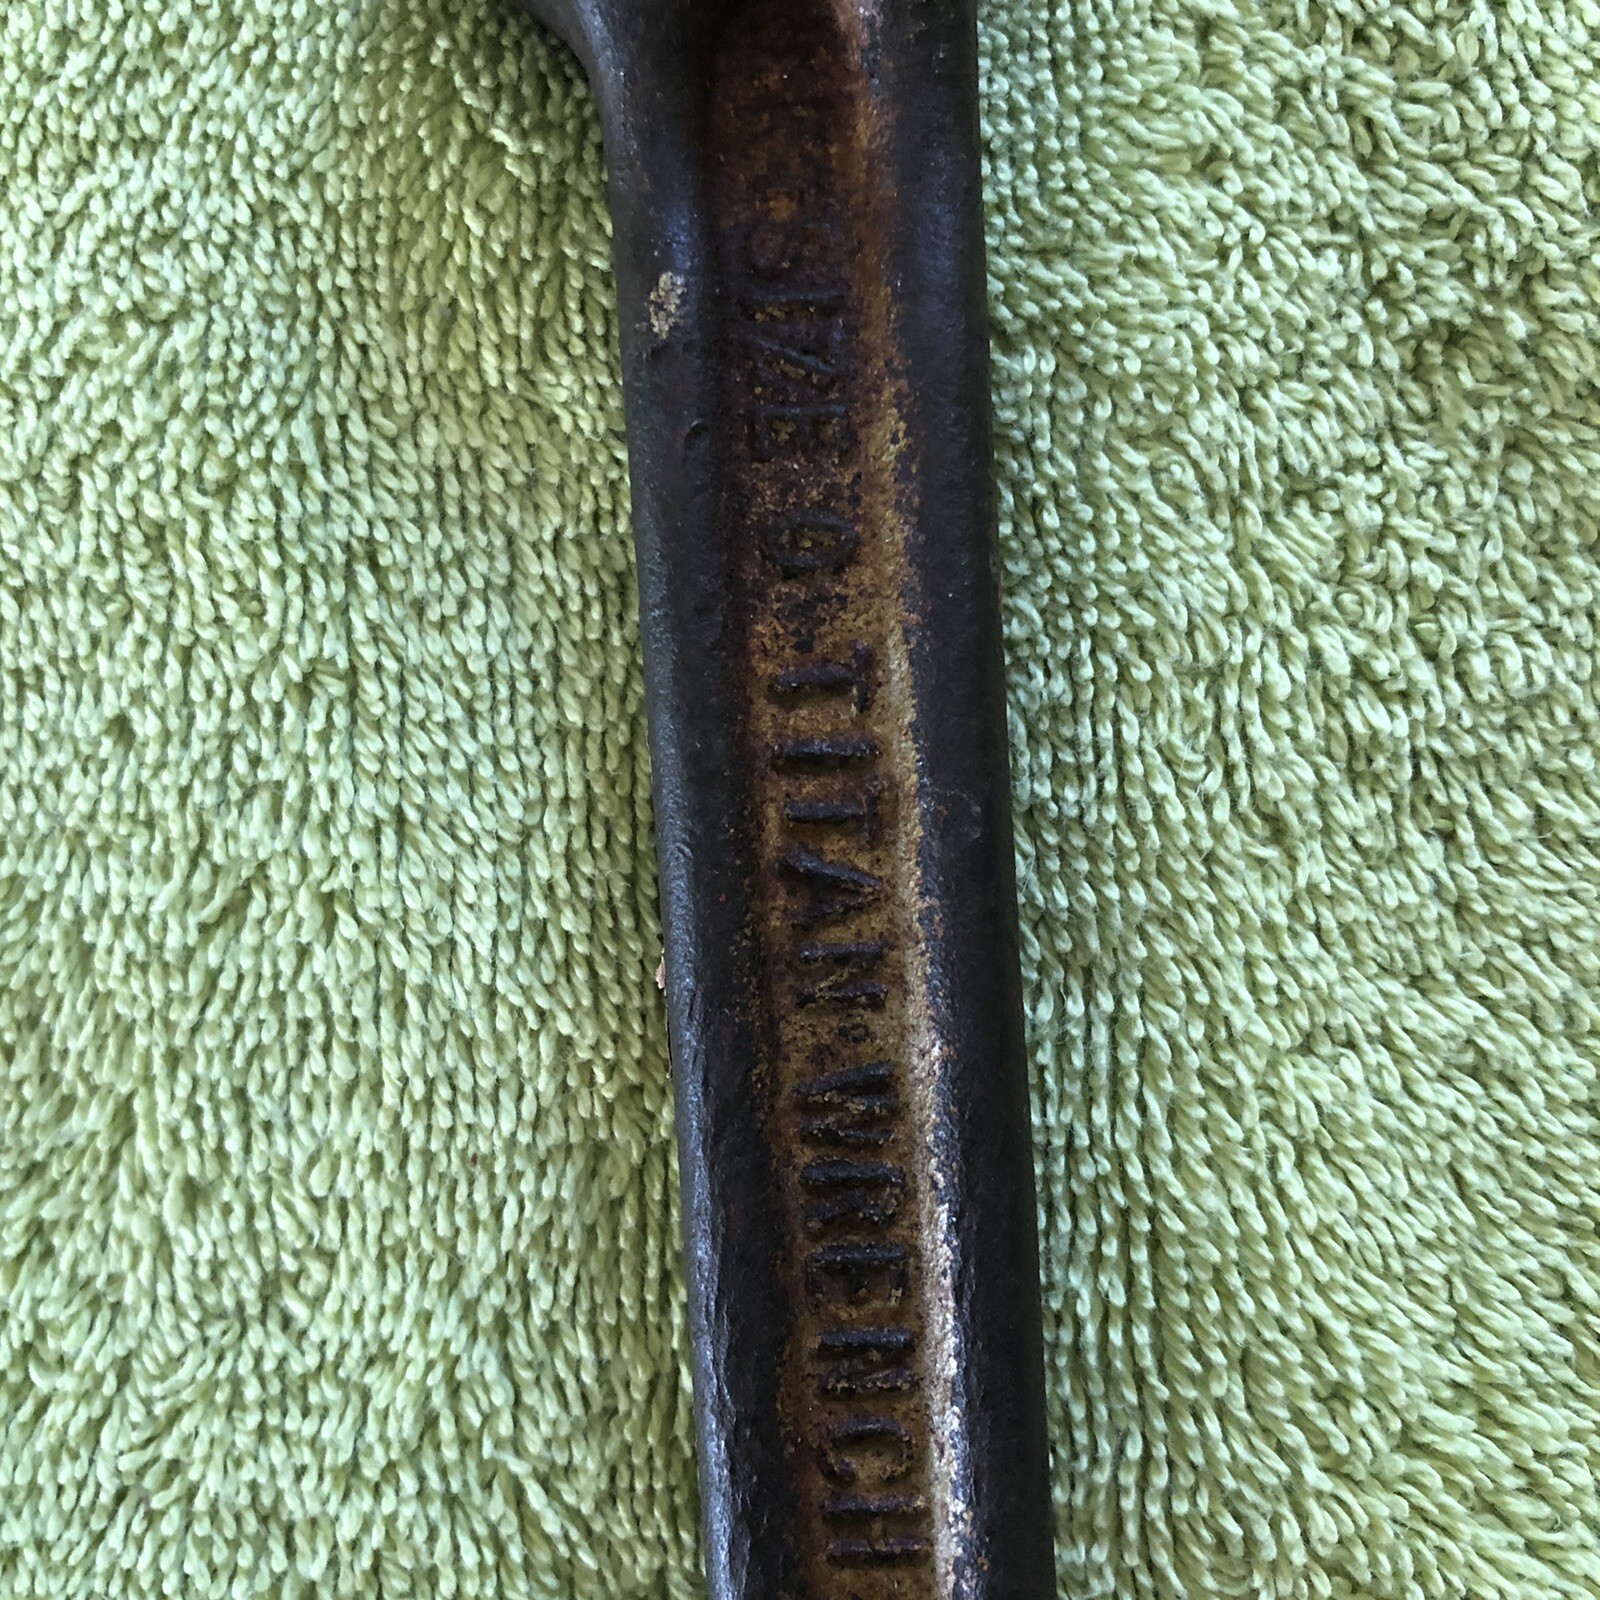 SIZE 0. TITAN. WRENCH